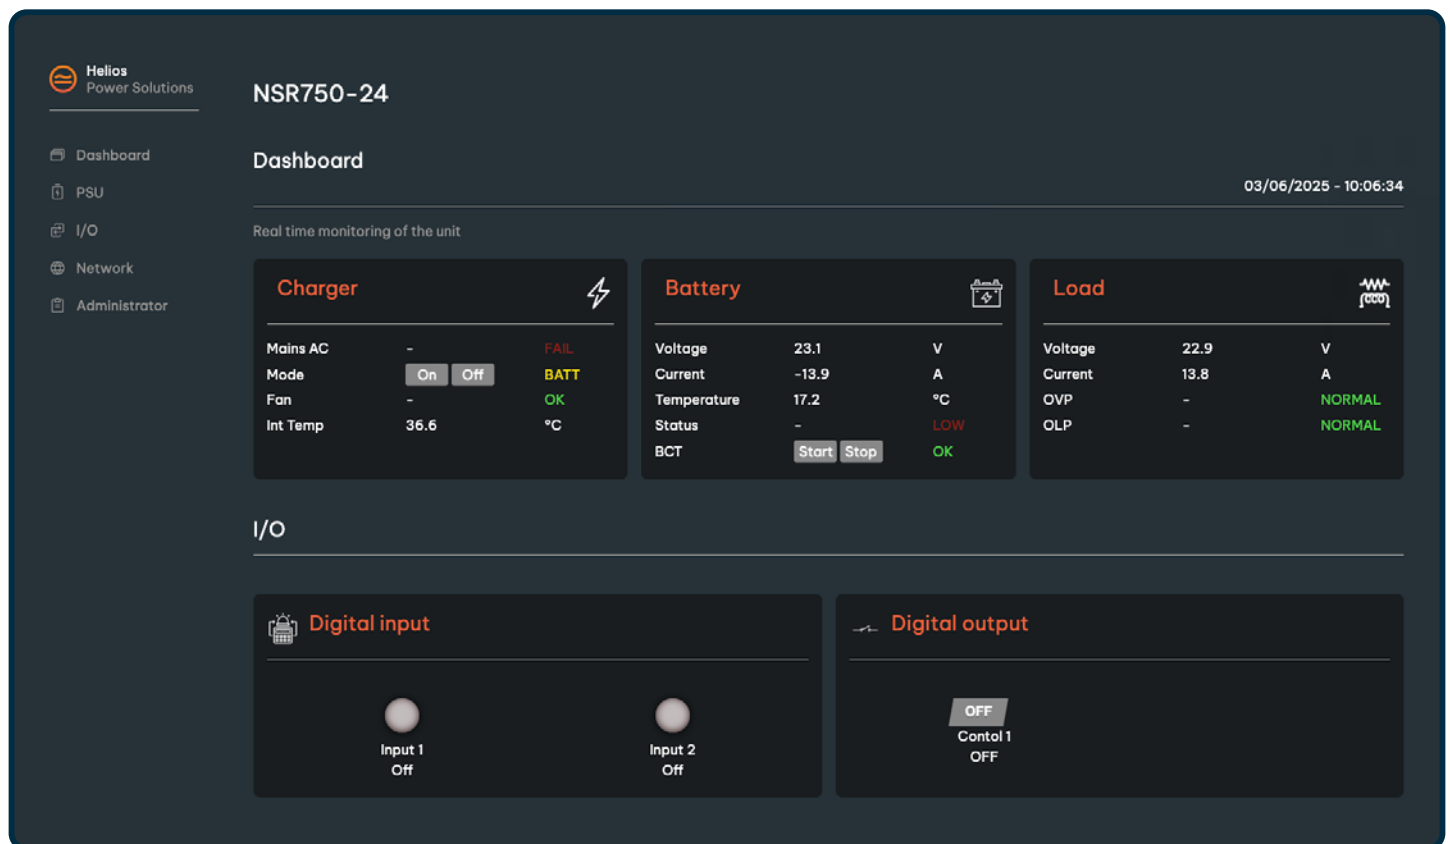 Helios
Power Solutions
NSR750-24
Dashboard
PSU
I/O
Network
Administrator
Dashboard
03/06/2025 - 10:06:34
Real time monitoring of the unit
Charger
Mains AC - FAIL
Mode On Off BATT
Fan - OK
Int Temp 36.6 °C
Battery
Voltage 23.1 V
Current -13.9 A
Temperature 17.2 °C
Status - LOW
BCT Start Stop OK
Load
Voltage 22.9 V
Current 13.8 A
OVP - NORMAL
OLP - NORMAL
I/O
Digital input
Input 1
Off
Input 2
Off
Digital output
OFF
Contol 1
OFF